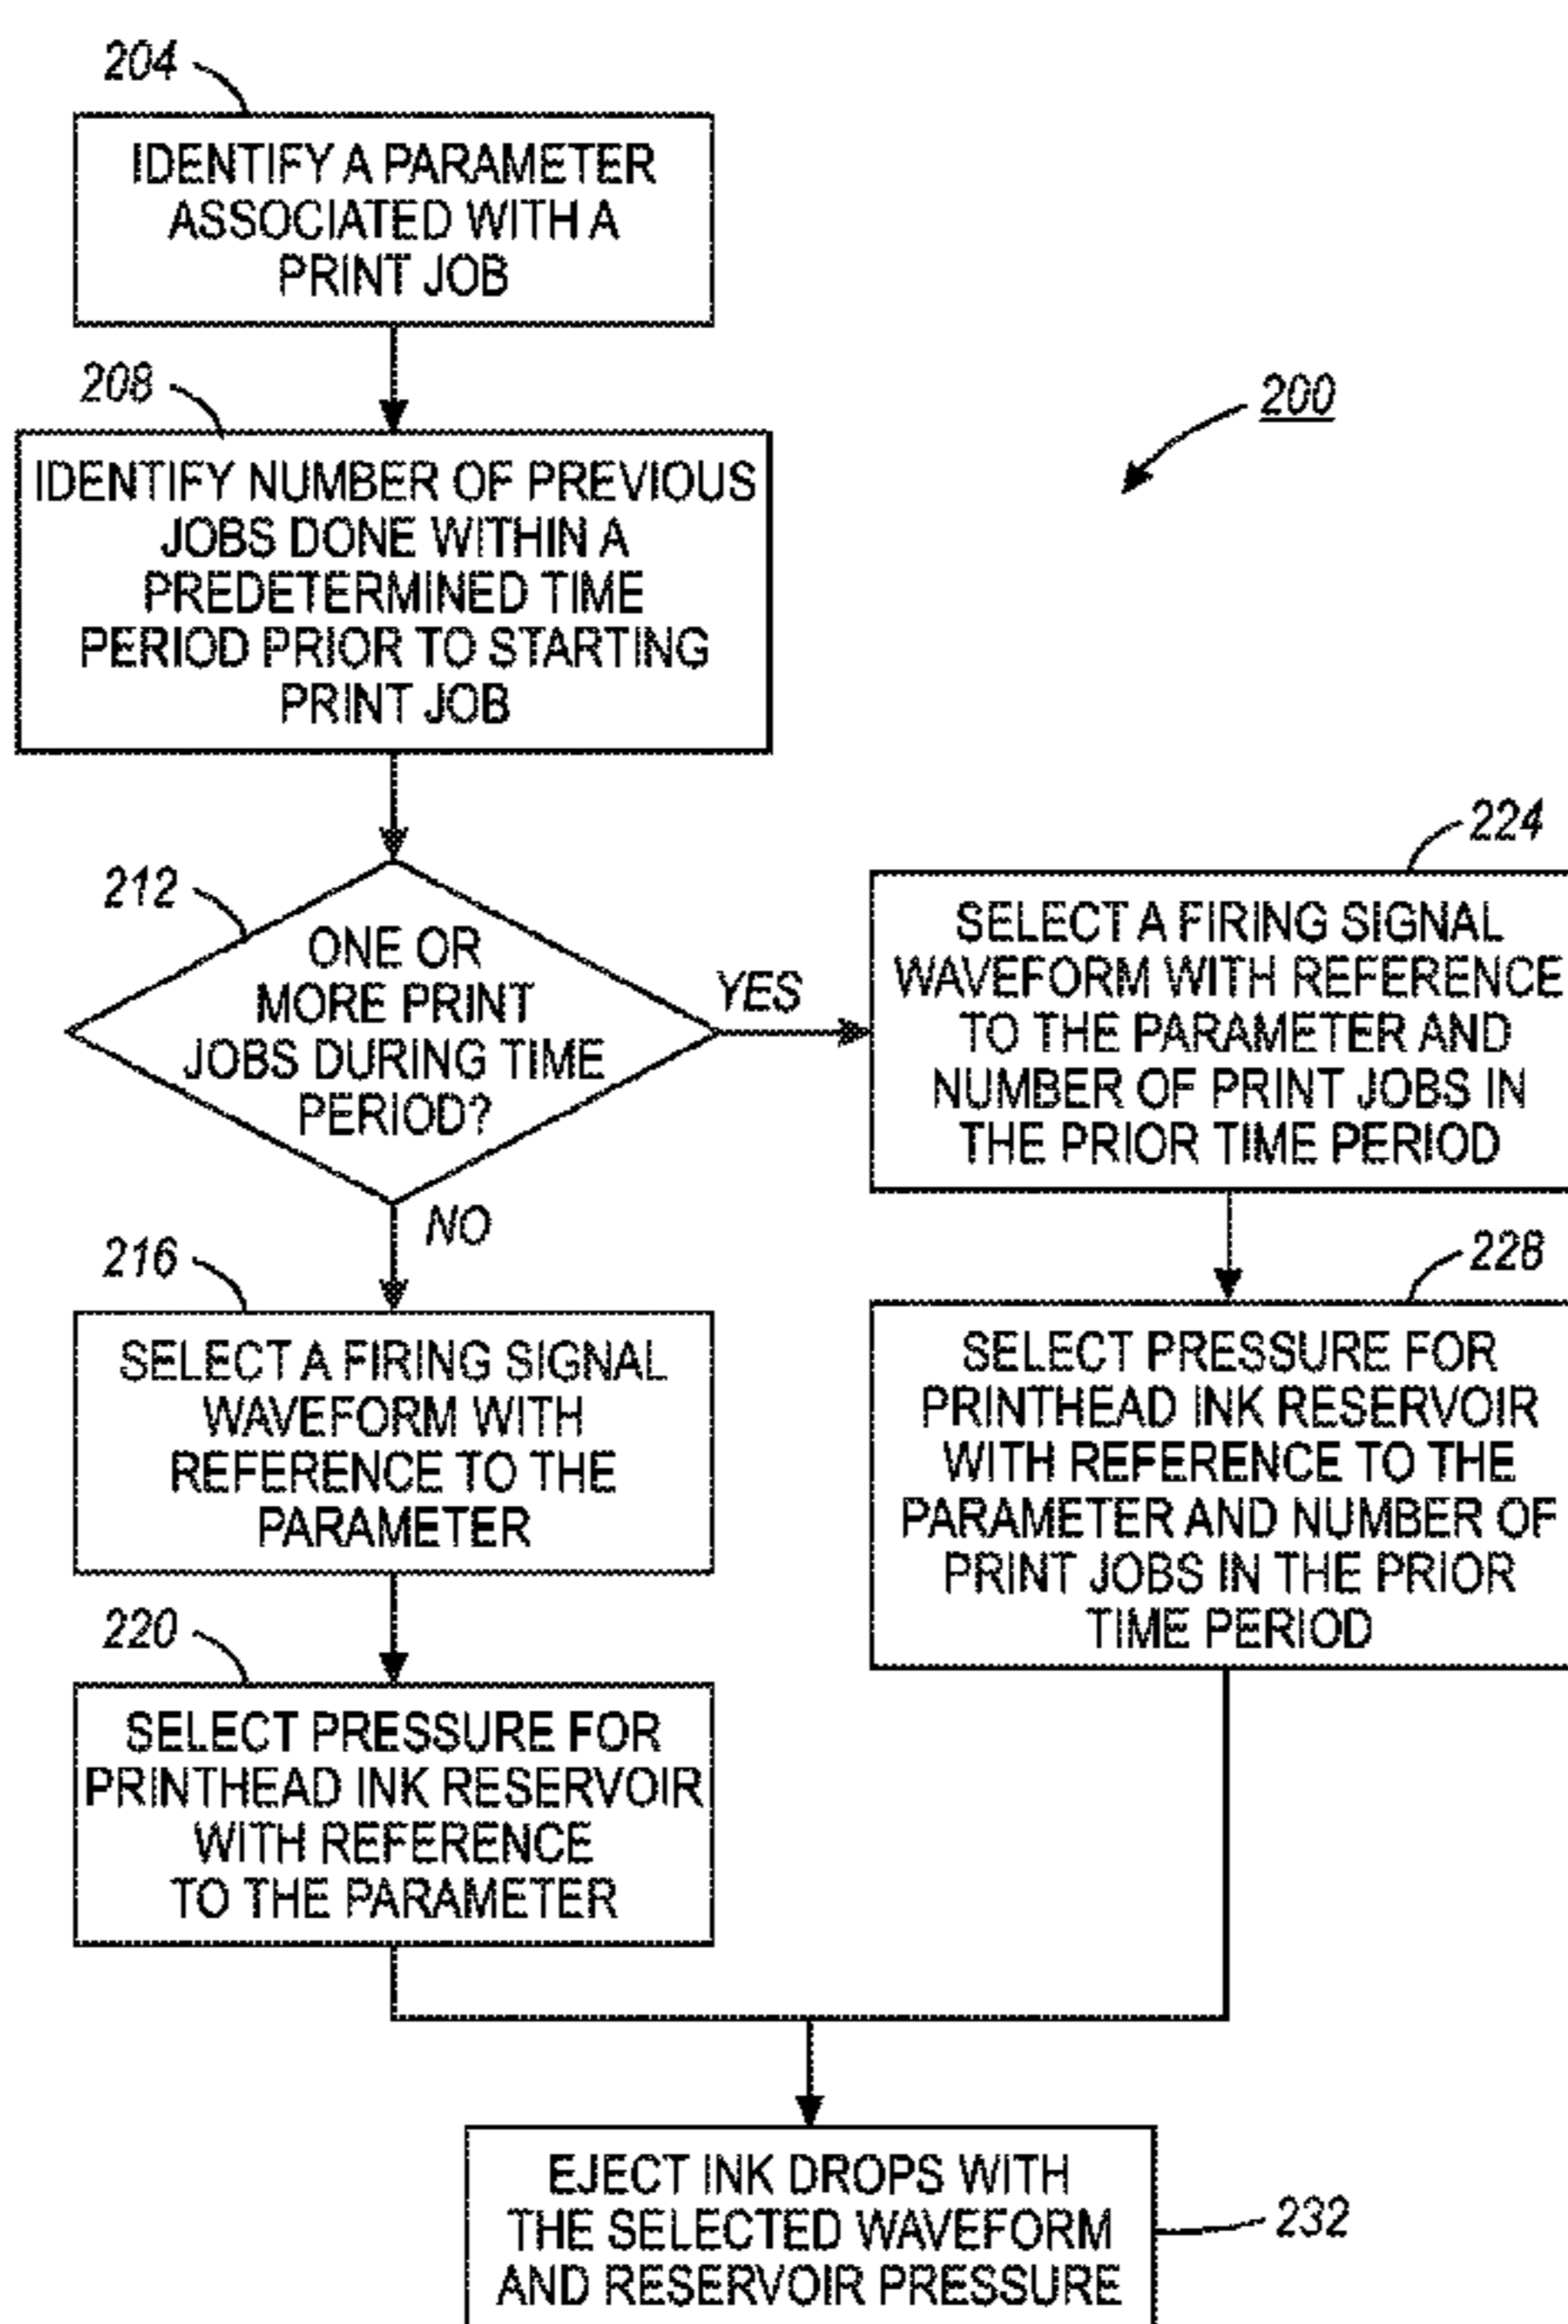 204
IDENTIFY A PARAMETER
ASSOCIATED WITH A
PRINT JOB
208
IDENTIFY NUMBER OF PREVIOUS
JOBS DONE WITHIN A
PREDETERMINED TIME
PERIOD PRIOR TO STARTING
PRINT JOB
200
212
ONE OR
MORE PRINT
JOBS DURING TIME
PERIOD?
YES
NO
224
SELECT A FIRING SIGNAL
WAVEFORM WITH REFERENCE
TO THE PARAMETER AND
NUMBER OF PRINT JOBS IN
THE PRIOR TIME PERIOD
228
SELECT PRESSURE FOR
PRINTHEAD INK RESERVOIR
WITH REFERENCE TO THE
PARAMETER AND NUMBER OF
PRINT JOBS IN THE PRIOR
TIME PERIOD
216
SELECT A FIRING SIGNAL
WAVEFORM WITH
REFERENCE TO THE
PARAMETER
220
SELECT PRESSURE FOR
PRINTHEAD INK RESERVOIR
WITH REFERENCE
TO THE PARAMETER
EJECT INK DROPS WITH
THE SELECTED WAVEFORM
AND RESERVOIR PRESSURE
232